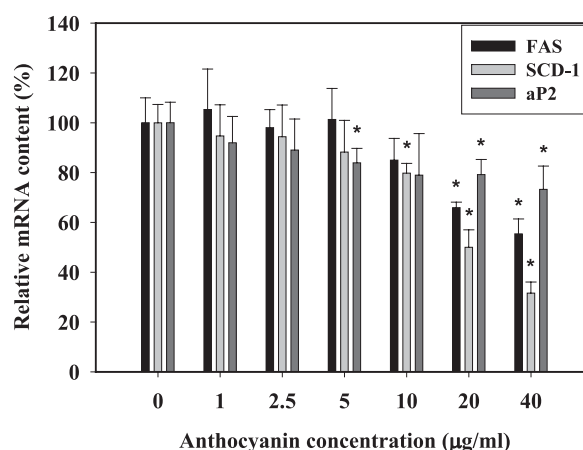 140
120
100
80
60
40
20
0
Relative mRNA content (%)
FAS
SCD-1
aP2
*
*
*
*
*
*
*
*
0 1 2.5 5 10 20 40
Anthocyanin concentration (μg/ml)